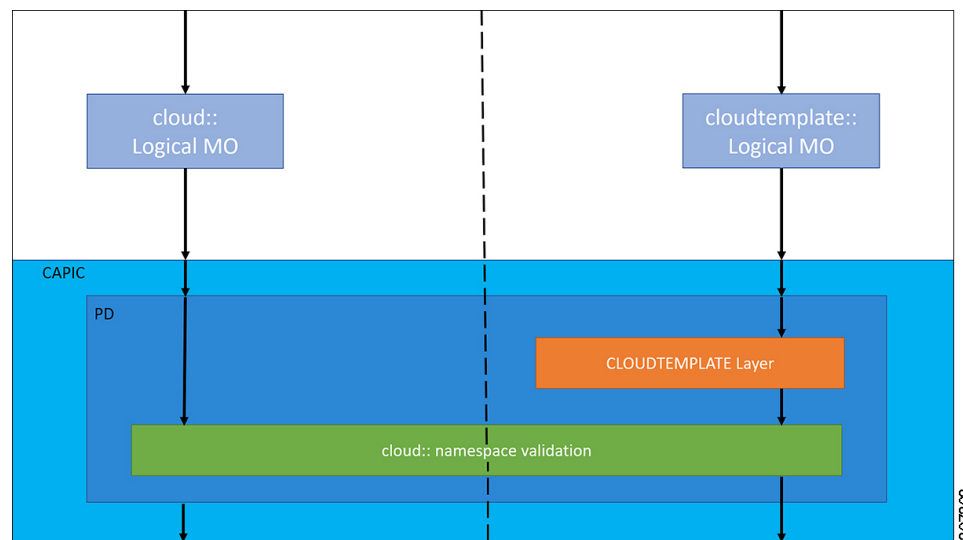 cloud::
Logical MO
cloudtemplate::
Logical MO
CAPIC
PD
CLOUDTEMPLATE Layer
cloud:: namespace validation